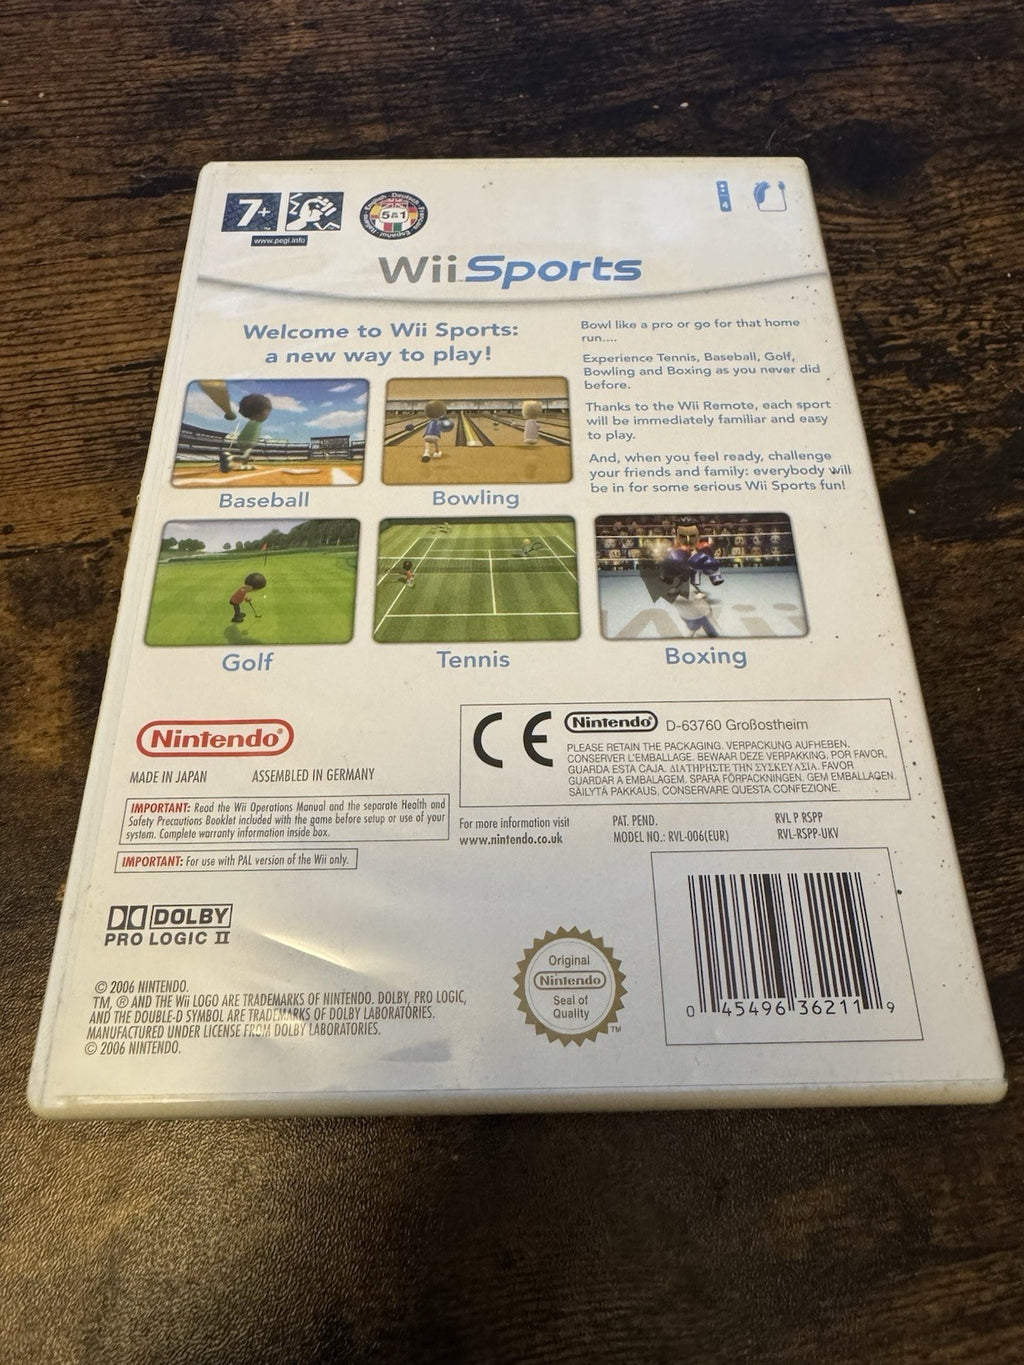 7+
www.pegi.info
English · Deutsch · Français · Español · Italiano
5 IN 1
4
Wii Sports
Welcome to Wii Sports:
a new way to play!
Bowl like a pro or go for that home
run....
Experience Tennis, Baseball, Golf,
Bowling and Boxing as you never did
before.
Thanks to the Wii Remote, each sport
will be immediately familiar and easy
to play.
And, when you feel ready, challenge
your friends and family: everybody will
be in for some serious Wii Sports fun!
Baseball
Bowling
Golf
Tennis
Boxing
Nintendo®
MADE IN JAPAN ASSEMBLED IN GERMANY
IMPORTANT: Read the Wii Operations Manual and the separate Health and
Safety Precautions Booklet included with the game before setup or use of your
system. Complete warranty information inside box.
IMPORTANT: For use with PAL version of the Wii only.
CE Nintendo® D-63760 Großostheim
PLEASE RETAIN THE PACKAGING. VERPACKUNG AUFHEBEN.
CONSERVER L'EMBALLAGE. BEWAAR DEZE VERPAKKING. POR FAVOR,
GUARDA ESTA CAJA. ΔΙΑΤΗΡΗΣΤΕ ΤΗΝ ΣΥΣΚΕΥΑΣΙΑ. FAVOR
GUARDAR A EMBALAGEM. SPARA FÖRPACKNINGEN. GEM EMBALLAGEN.
SÄILYTÄ PAKKAUS. CONSERVARE QUESTA CONFEZIONE.
For more information visit
www.nintendo.co.uk
PAT. PEND.
MODEL NO.: RVL-006(EUR)
RVL P RSPP
RVL-RSPP-UKV
DOLBY
PRO LOGIC II
© 2006 NINTENDO.
TM, ® AND THE Wii LOGO ARE TRADEMARKS OF NINTENDO. DOLBY, PRO LOGIC,
AND THE DOUBLE-D SYMBOL ARE TRADEMARKS OF DOLBY LABORATORIES.
MANUFACTURED UNDER LICENSE FROM DOLBY LABORATORIES.
© 2006 NINTENDO.
Original
Nintendo
Seal of
Quality
TM
0 45496 36211 9